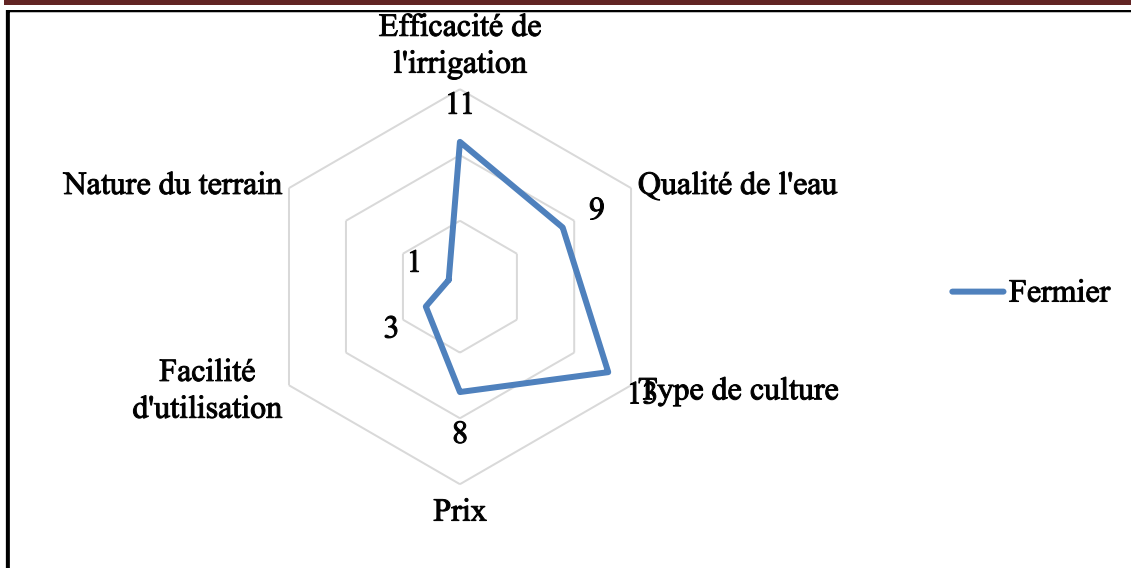 Efficacité de
l'irrigation
11
Nature du terrain
Qualité de l'eau
9
1
Fermier
3
Facilité
d'utilisation
13
Type de culture
8
Prix